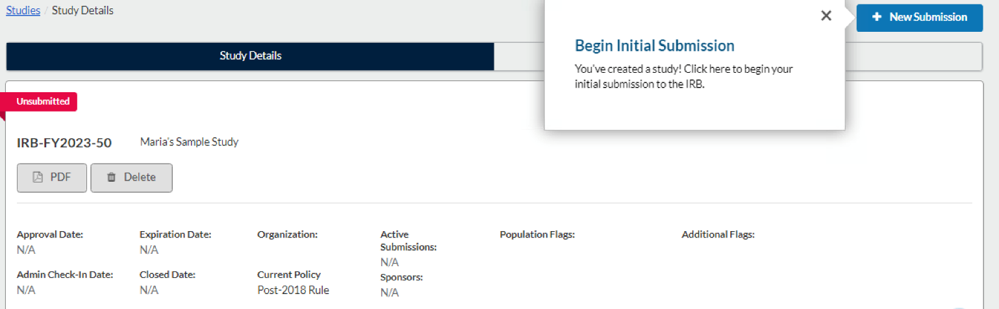 Studies / Study Details
+ New Submission
Begin Initial Submission
You've created a study! Click here to begin your
initial submission to the IRB.
Study Details
Unsubmitted
IRB-FY2023-50 Maria's Sample Study
PDF Delete
Approval Date: Expiration Date: Organization: Active Population Flags: Additional Flags:
Submissions:
N/A N/A
N/A
Admin Check-In Date: Closed Date: Current Policy Sponsors:
N/A N/A Post-2018 Rule N/A